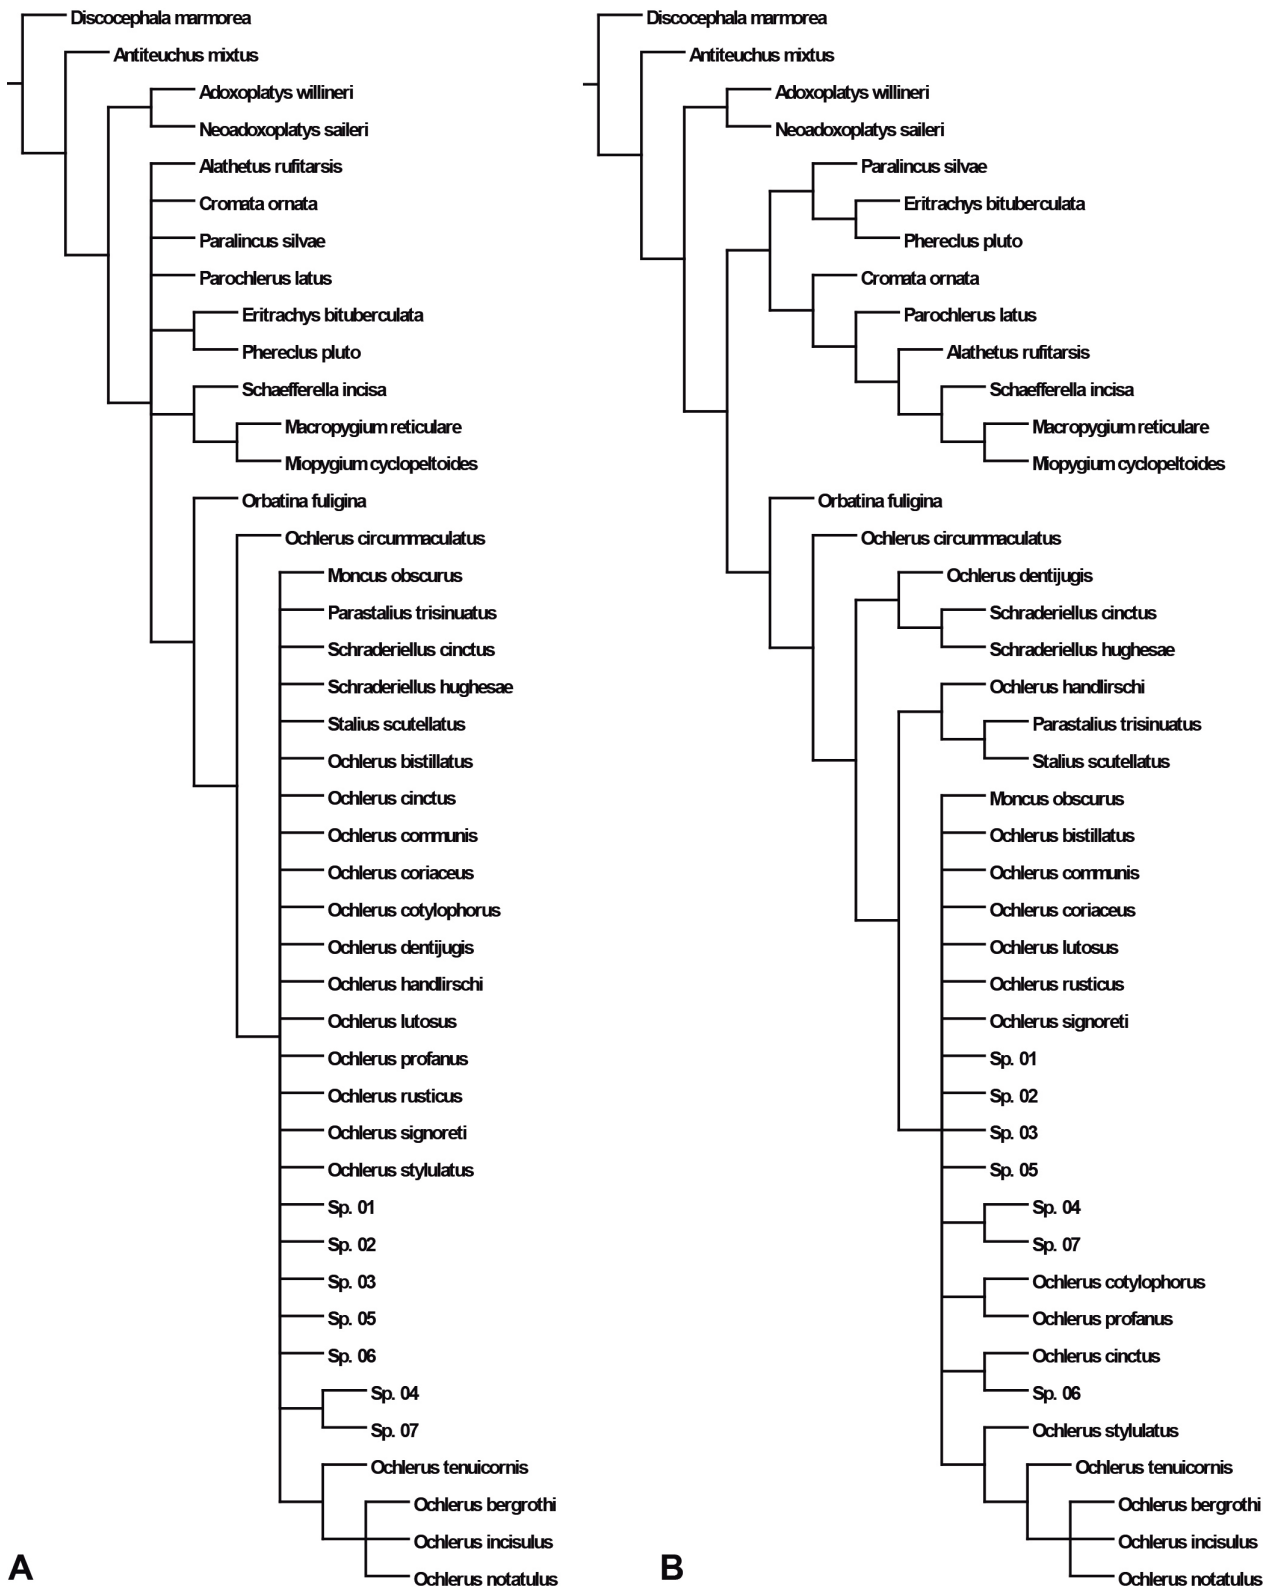 Discocephala marmorea
Antiteuchus mixtus
Adoxoplatys willineri
Neoadoxoplatys saileri
Alathetus rufitarsis
Cromata ornata
Paralincus silvae
Parochlerus latus
Eritrachys bituberculata
Phereclus pluto
Schaefferella incisa
Macropygium reticulare
Miopygium cyclopeltoides
Orbatina fuligina
Ochlerus circummaculatus
Moncus obscurus
Parastalius trisinuatus
Schraderiellus cinctus
Schraderiellus hughesae
Stalius scutellatus
Ochlerus bistillatus
Ochlerus cinctus
Ochlerus communis
Ochlerus coriaceus
Ochlerus cotylophorus
Ochlerus dentijugis
Ochlerus handlirschi
Ochlerus lutosus
Ochlerus profanus
Ochlerus rusticus
Ochlerus signoreti
Ochlerus stylulatus
Sp. 01
Sp. 02
Sp. 03
Sp. 05
Sp. 06
Sp. 04
Sp. 07
Ochlerus tenuicornis
Ochlerus bergrothi
Ochlerus incisulus
Ochlerus notatulus
A
Discocephala marmorea
Antiteuchus mixtus
Adoxoplatys willineri
Neoadoxoplatys saileri
Paralincus silvae
Eritrachys bituberculata
Phereclus pluto
Cromata ornata
Parochlerus latus
Alathetus rufitarsis
Schaefferella incisa
Macropygium reticulare
Miopygium cyclopeltoides
Orbatina fuligina
Ochlerus circummaculatus
Ochlerus dentijugis
Schraderiellus cinctus
Schraderiellus hughesae
Ochlerus handlirschi
Parastalius trisinuatus
Stalius scutellatus
Moncus obscurus
Ochlerus bistillatus
Ochlerus communis
Ochlerus coriaceus
Ochlerus lutosus
Ochlerus rusticus
Ochlerus signoreti
Sp. 01
Sp. 02
Sp. 03
Sp. 05
Sp. 04
Sp. 07
Ochlerus cotylophorus
Ochlerus profanus
Ochlerus cinctus
Sp. 06
Ochlerus stylulatus
Ochlerus tenuicornis
Ochlerus bergrothi
Ochlerus incisulus
Ochlerus notatulus
B